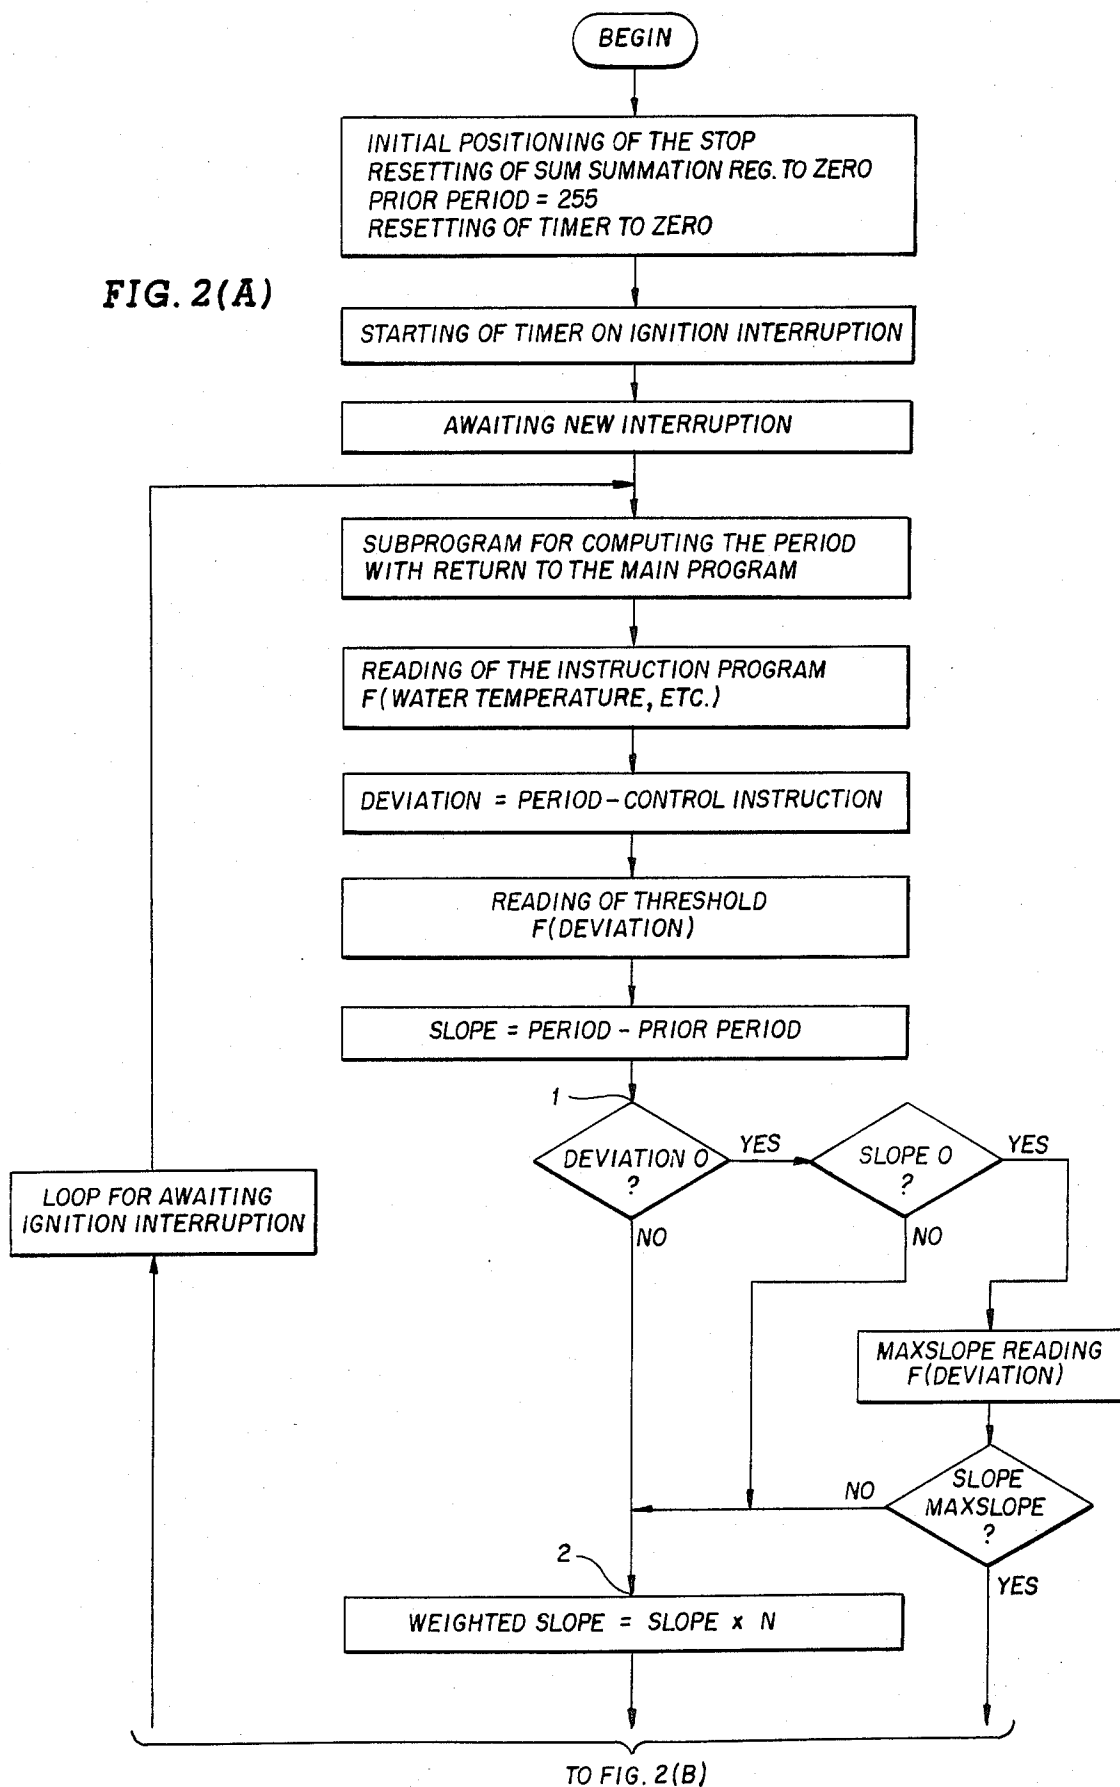 BEGIN
INITIAL POSITIONING OF THE STOP
RESETTING OF SUM SUMMATION REG. TO ZERO
PRIOR PERIOD = 255
RESETTING OF TIMER TO ZERO
FIG. 2(A)
STARTING OF TIMER ON IGNITION INTERRUPTION
AWAITING NEW INTERRUPTION
SUBPROGRAM FOR COMPUTING THE PERIOD
WITH RETURN TO THE MAIN PROGRAM
READING OF THE INSTRUCTION PROGRAM
F(WATER TEMPERATURE, ETC.)
DEVIATION = PERIOD-CONTROL INSTRUCTION
READING OF THRESHOLD
F(DEVIATION)
SLOPE = PERIOD - PRIOR PERIOD
1
DEVIATION O
?
YES
SLOPE O
?
YES
NO
NO
LOOP FOR AWAITING
IGNITION INTERRUPTION
MAXSLOPE READING
F(DEVIATION)
SLOPE
MAXSLOPE
?
NO
YES
2
WEIGHTED SLOPE = SLOPE x N
TO FIG. 2(B)